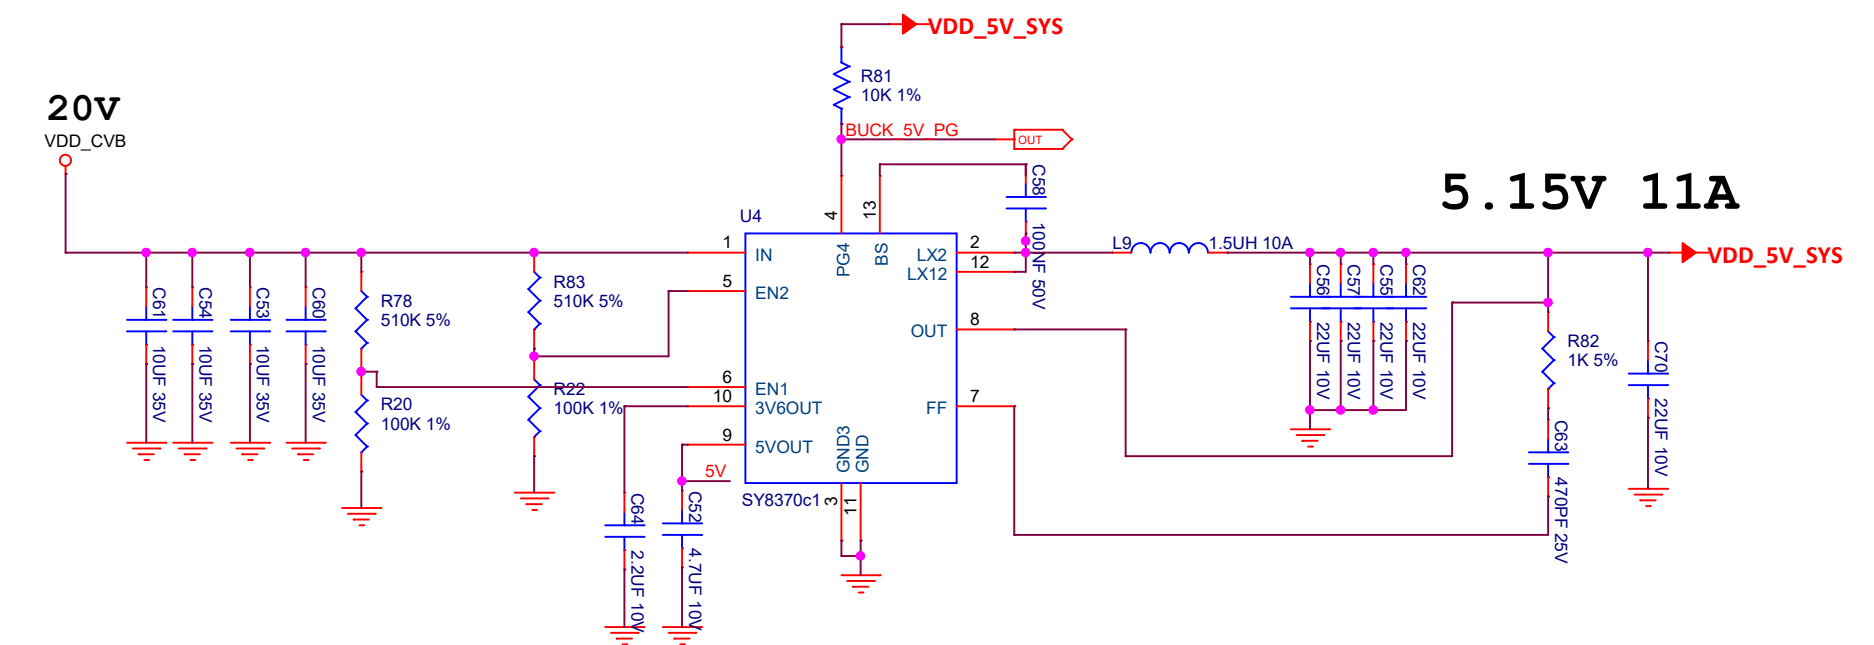 VDD_5V_SYS
R81
10K 1%
20V
VDD_CVB
BUCK_5V_PG
OUT
C58
100NF 50V
5.15V 11A
U4
4
13
PG4
BS
1
IN
5
EN2
6
EN1
10
3V6OUT
9
5VOUT
5V
2
LX2
12
LX12
8
OUT
7
FF
GND3
GND
3
11
SY8370c1
L9
1.5UH 10A
VDD_5V_SYS
C61
10UF 35V
C54
10UF 35V
C53
10UF 35V
C60
10UF 35V
R78
510K 5%
R20
100K 1%
R83
510K 5%
R22
100K 1%
C64
2.2UF 10V
C52
4.7UF 10V
C56
22UF 10V
C57
22UF 10V
C55
22UF 10V
C62
22UF 10V
R82
1K 5%
C63
470PF 25V
C70
22UF 10V